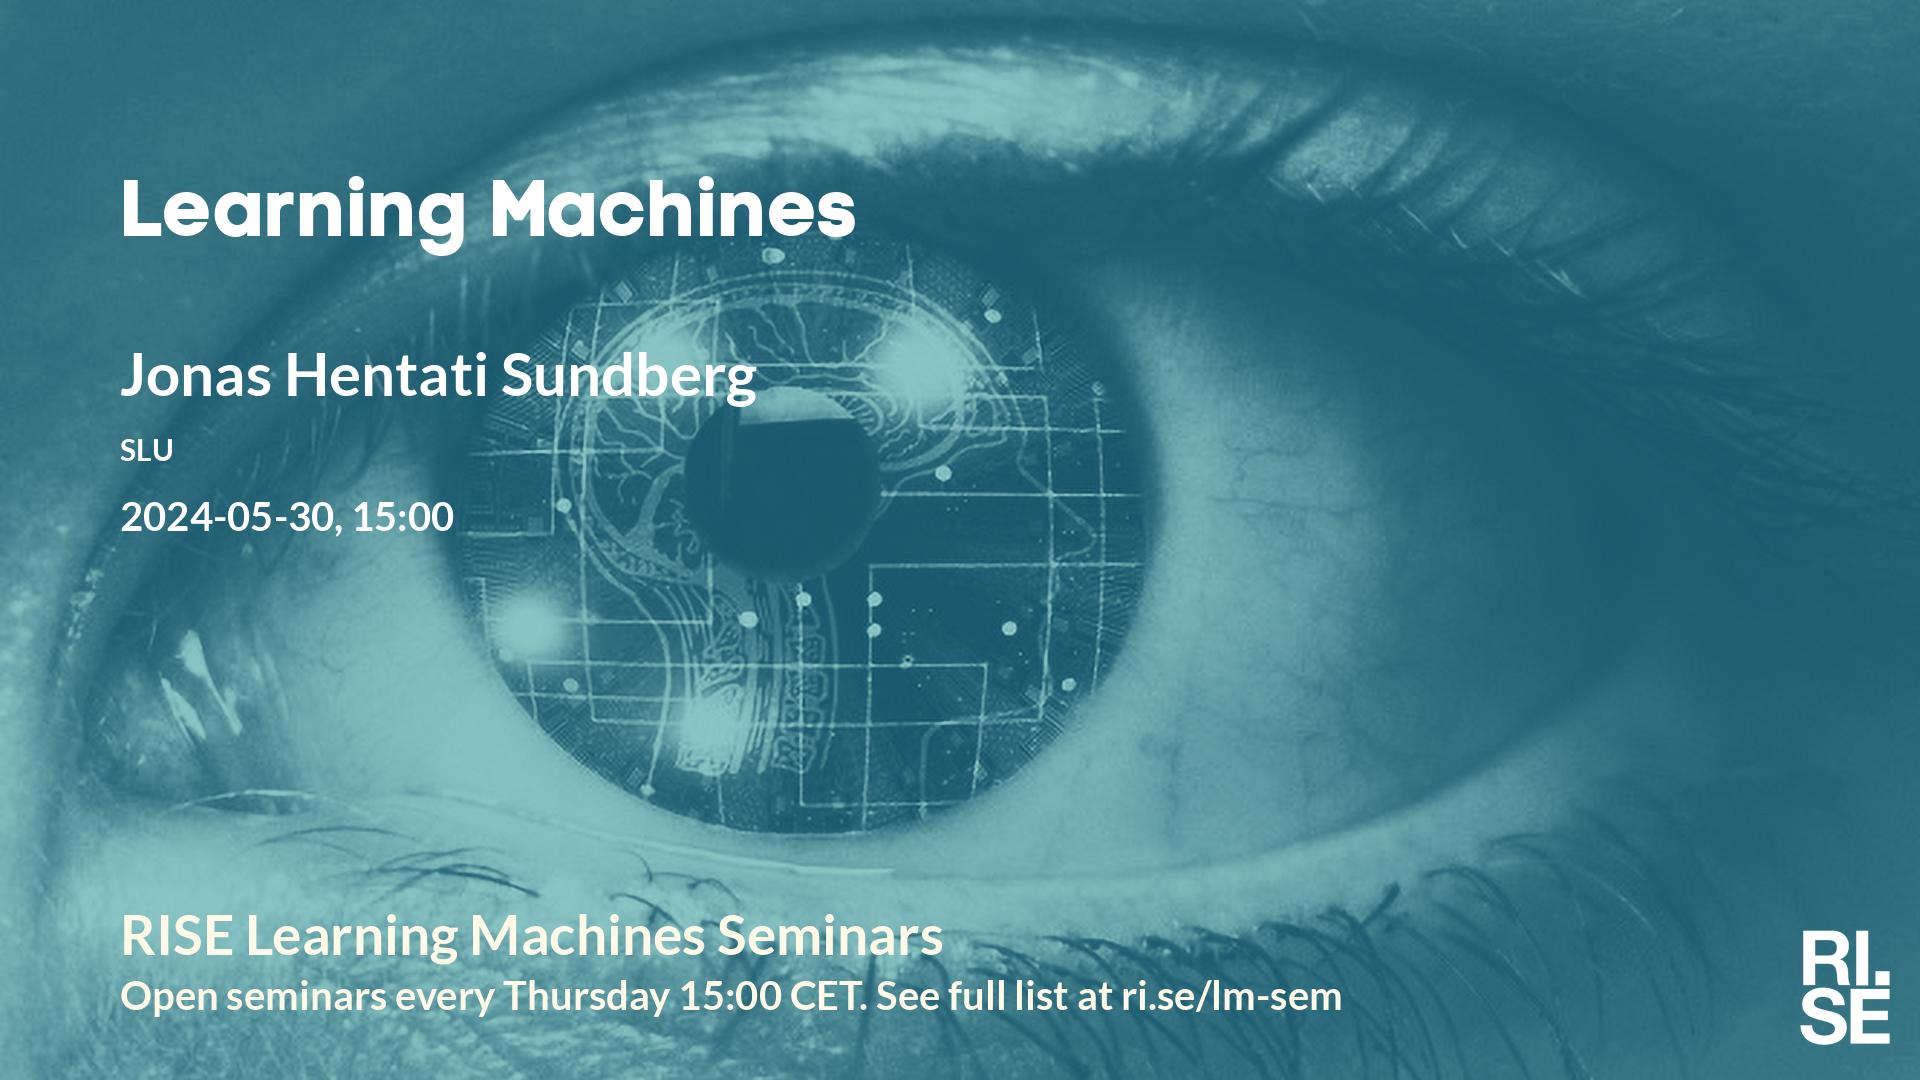 Learning Machines
Jonas Hentati Sundberg
SLU
2024-05-30, 15:00
RISE Learning Machines Seminars
Open seminars every Thursday 15:00 CET. See full list at ri.se/lm-sem
RI.
SE